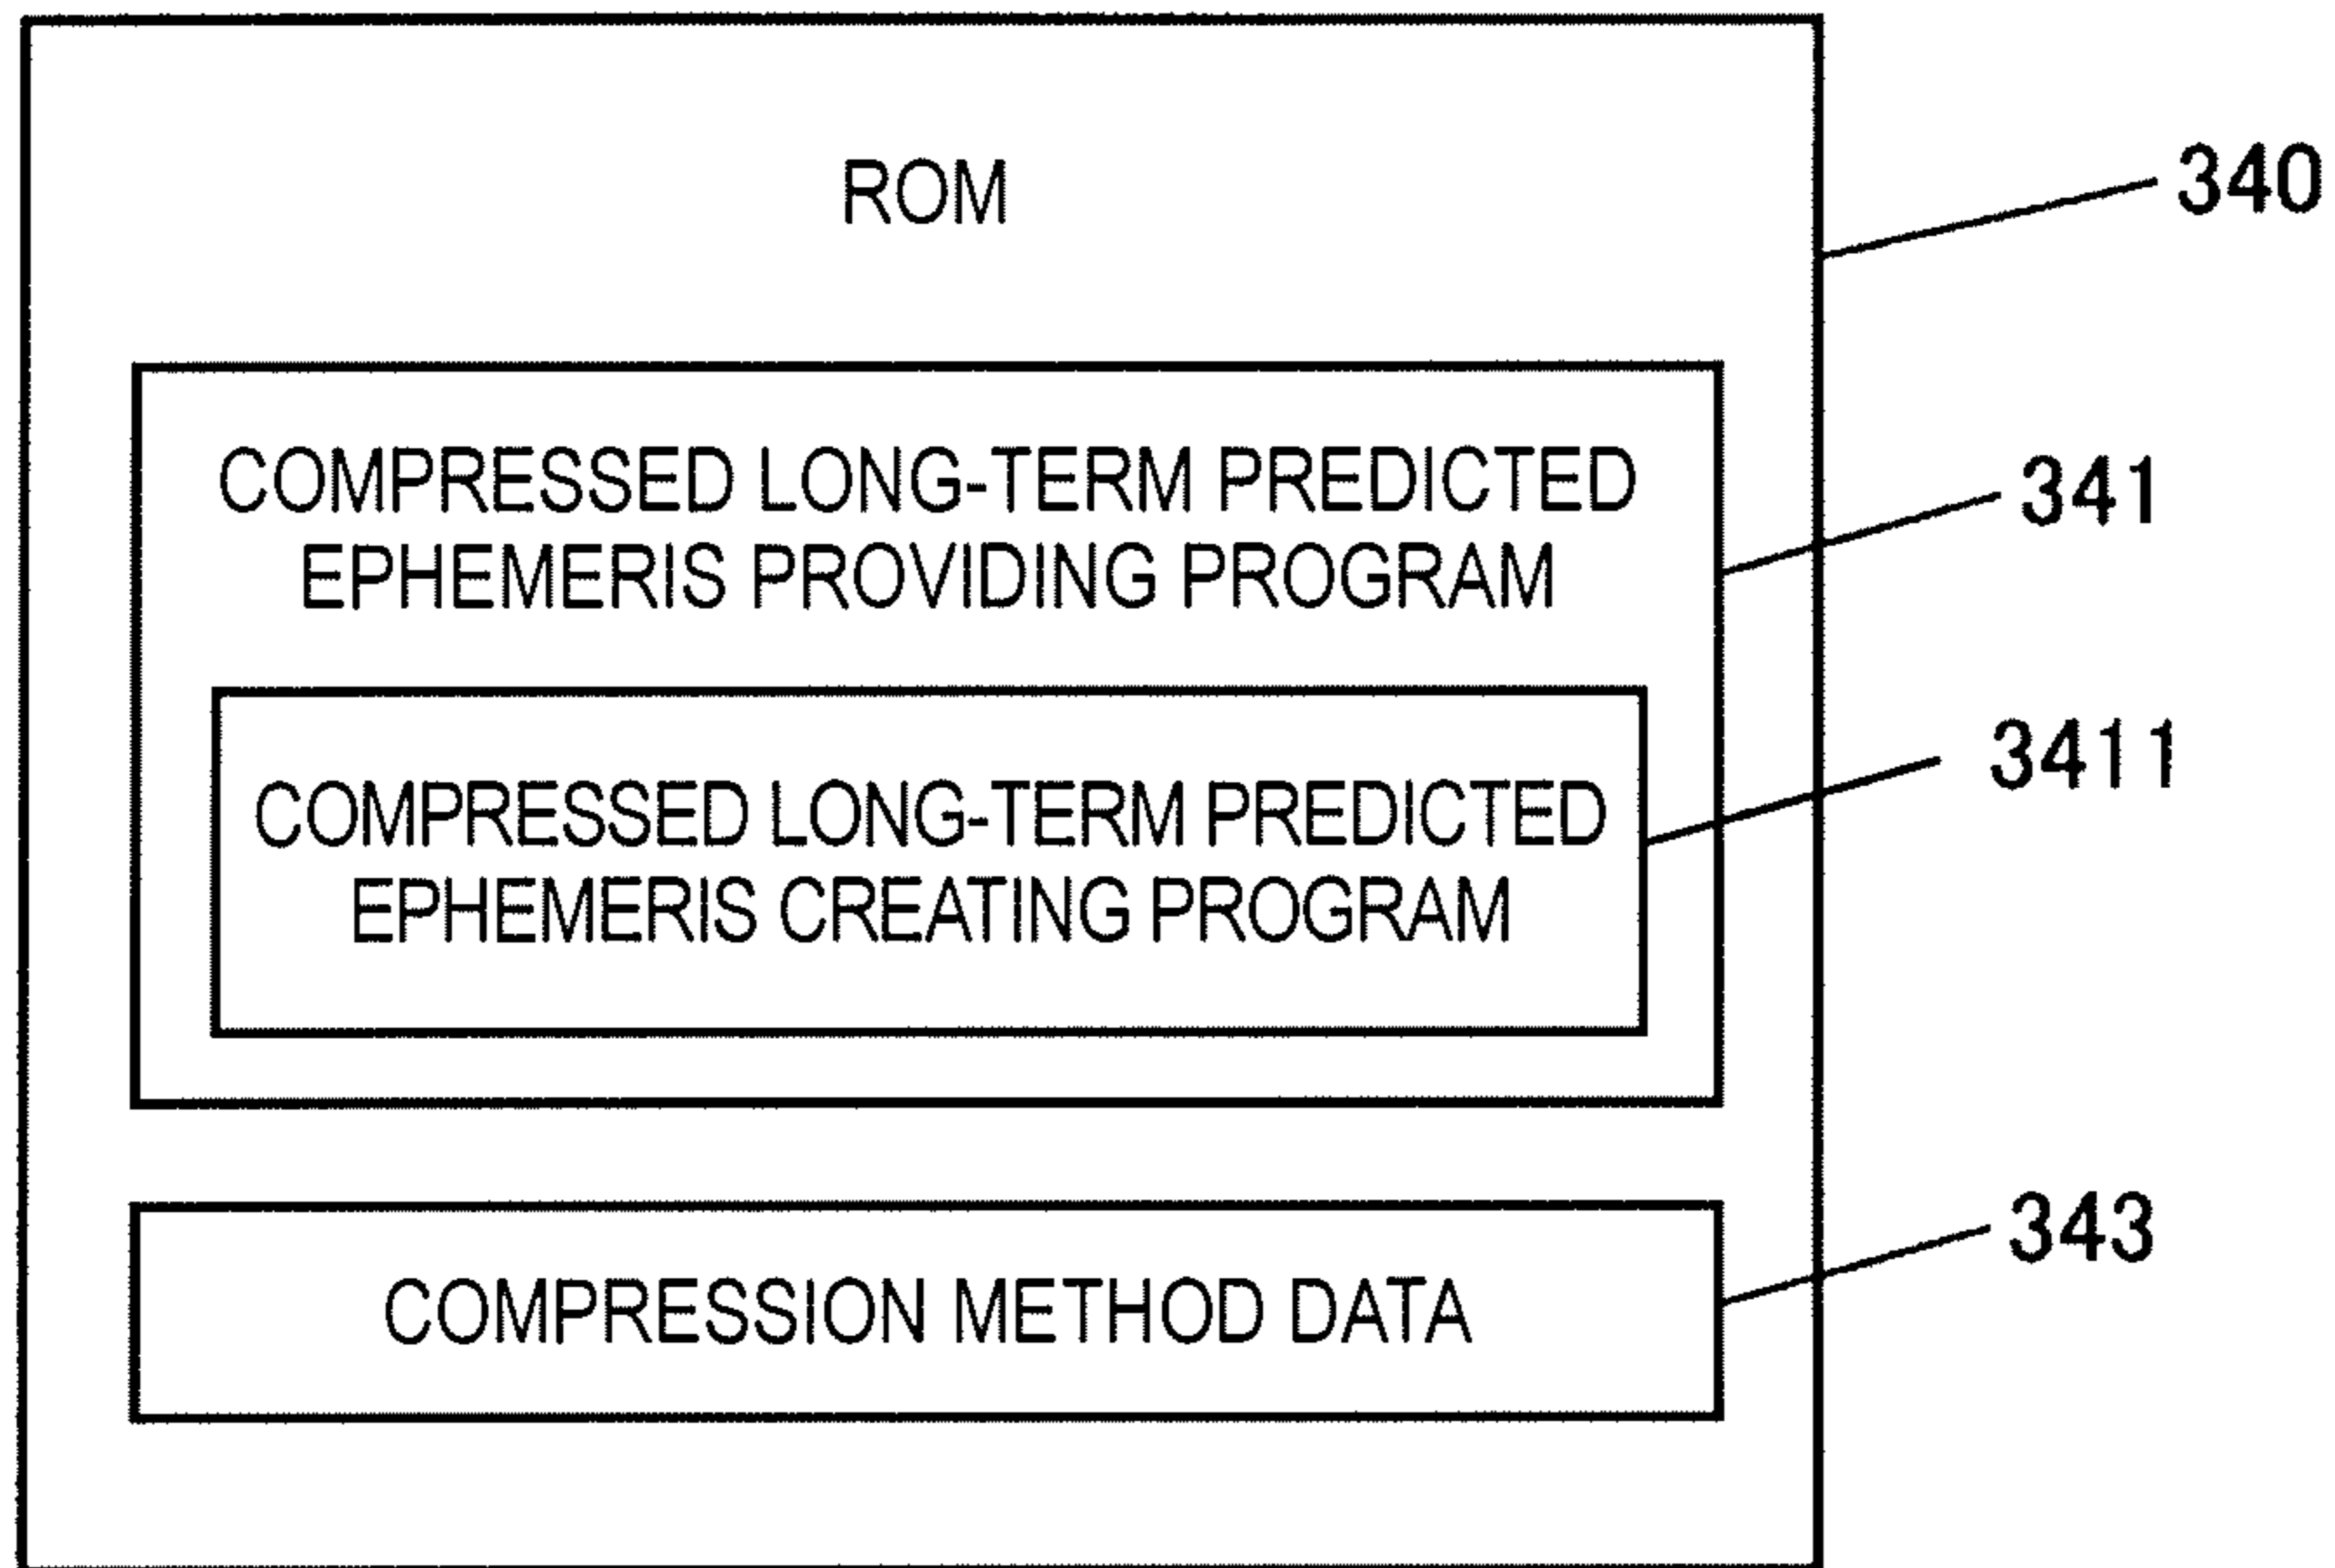 ROM
340
COMPRESSED LONG-TERM PREDICTED
EPHEMERIS PROVIDING PROGRAM
341
COMPRESSED LONG-TERM PREDICTED
EPHEMERIS CREATING PROGRAM
3411
COMPRESSION METHOD DATA
343